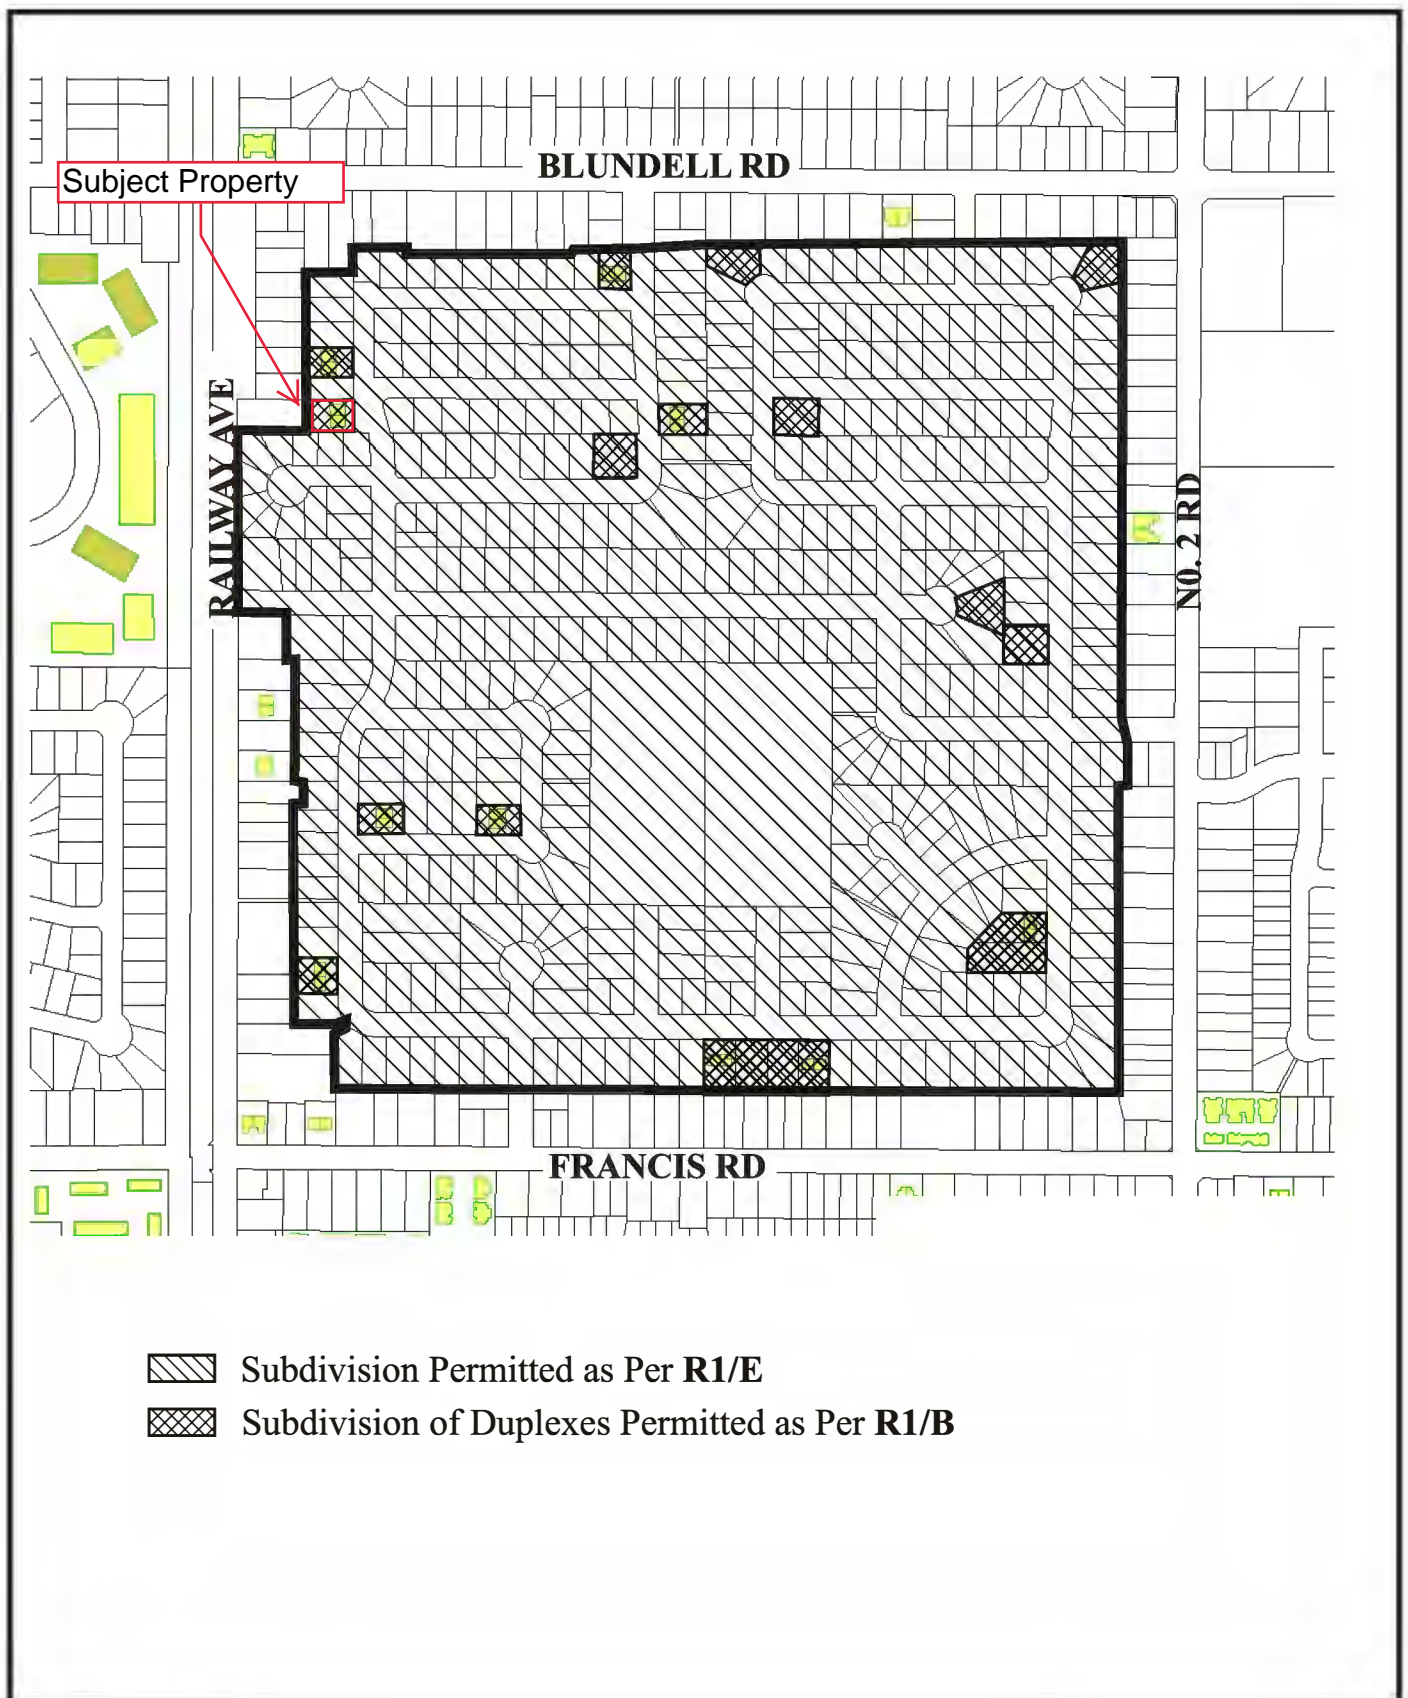 BLUNDELL RD
Subject Property
RAILWAY AVE
N0. 2 RD
FRANCIS RD
Subdivision Permitted as Per R1/E
Subdivision of Duplexes Permitted as Per R1/B